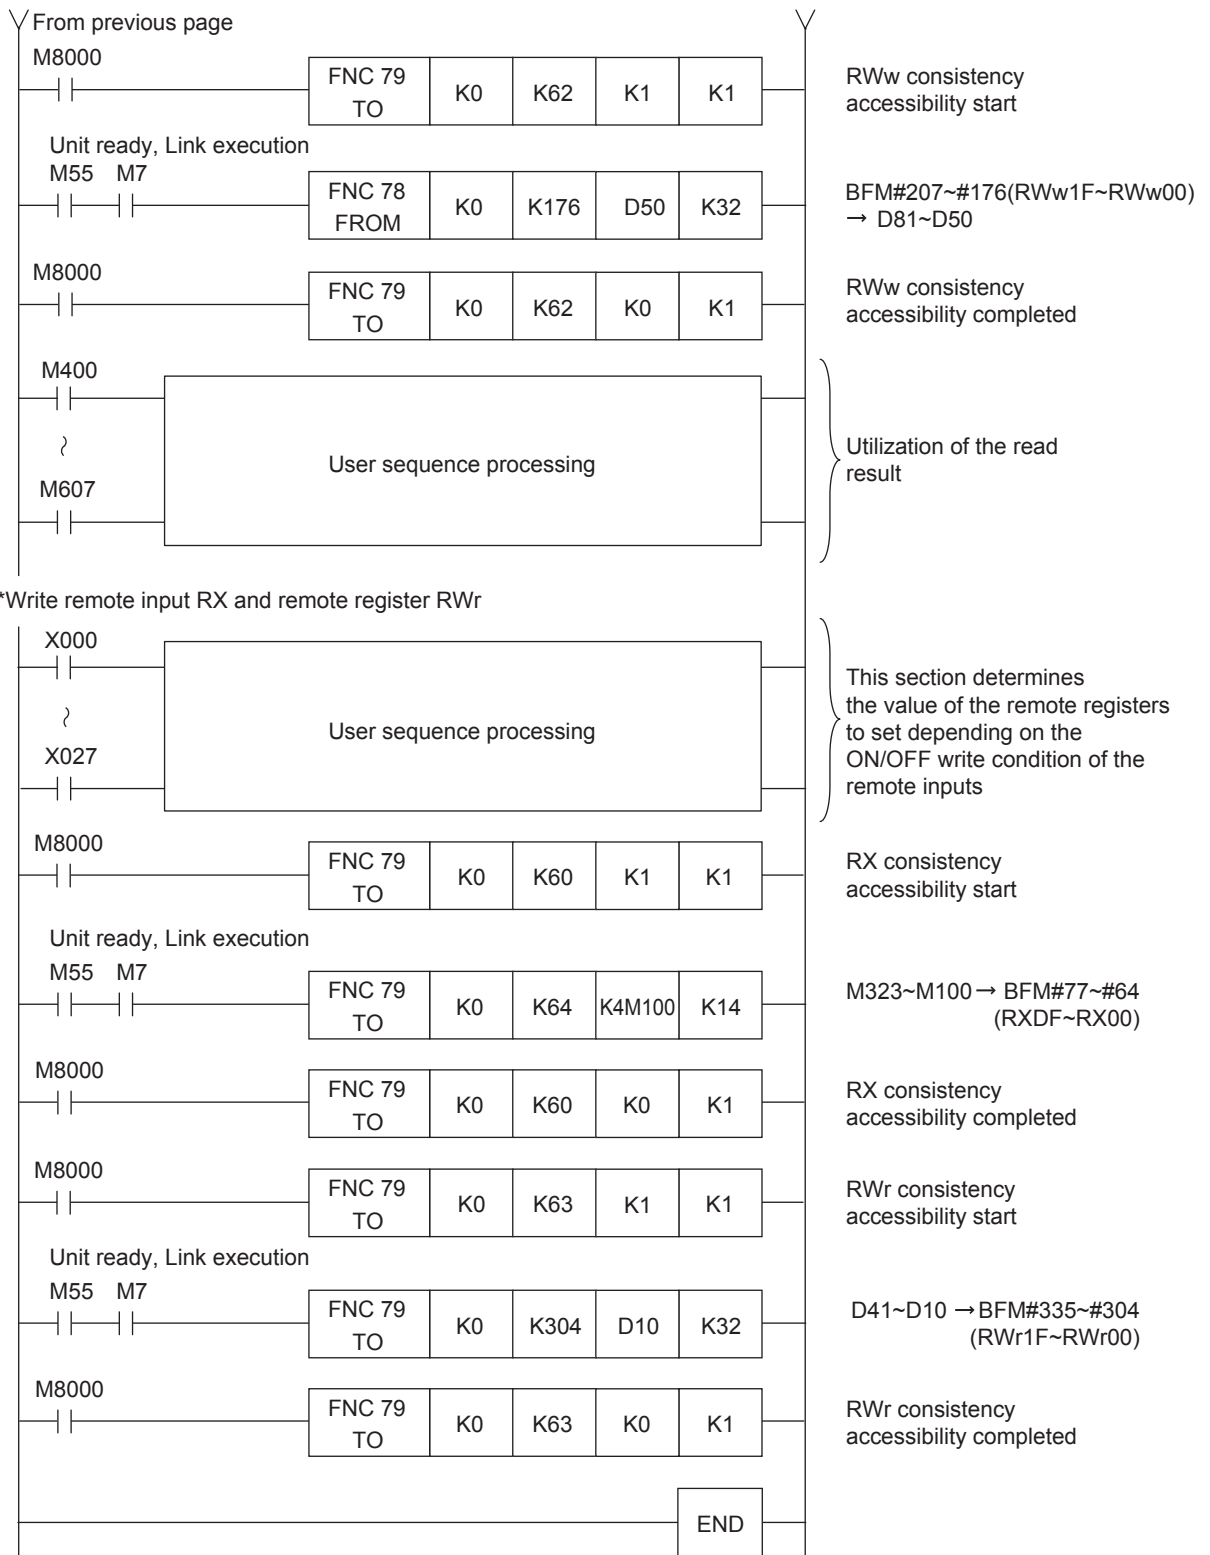 From previous page
M8000
FNC 79
TO
K0
K62
K1
K1
RWw consistency
accessibility start
Unit ready, Link execution
M55 M7
FNC 78
FROM
K0
K176
D50
K32
BFM#207~#176(RWw1F~RWw00)
→ D81~D50
M8000
FNC 79
TO
K0
K62
K0
K1
RWw consistency
accessibility completed
M400
~
M607
User sequence processing
Utilization of the read
result
*Write remote input RX and remote register RWr
X000
~
X027
User sequence processing
This section determines
the value of the remote registers
to set depending on the
ON/OFF write condition of the
remote inputs
M8000
FNC 79
TO
K0
K60
K1
K1
RX consistency
accessibility start
Unit ready, Link execution
M55 M7
FNC 79
TO
K0
K64
K4M100
K14
M323~M100→ BFM#77~#64
(RXDF~RX00)
M8000
FNC 79
TO
K0
K60
K0
K1
RX consistency
accessibility completed
M8000
FNC 79
TO
K0
K63
K1
K1
RWr consistency
accessibility start
Unit ready, Link execution
M55 M7
FNC 79
TO
K0
K304
D10
K32
D41~D10 →BFM#335~#304
(RWr1F~RWr00)
M8000
FNC 79
TO
K0
K63
K0
K1
RWr consistency
accessibility completed
END